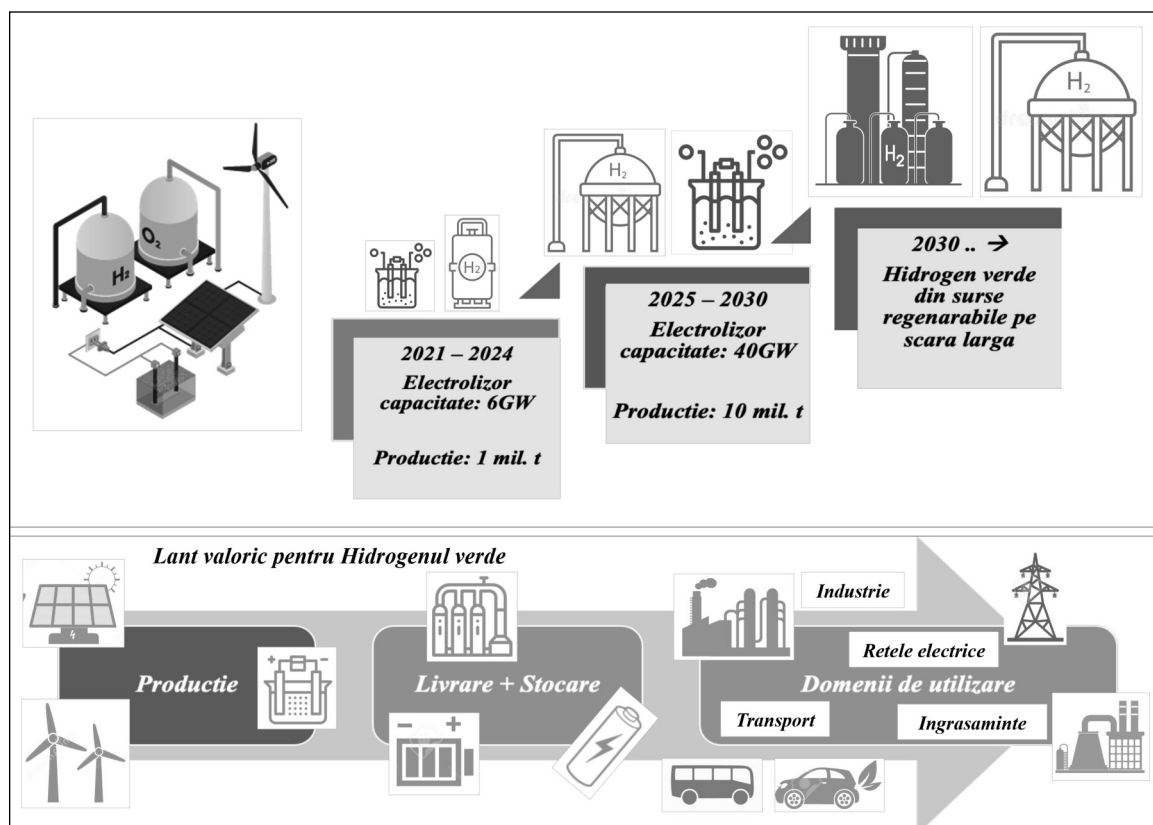 H₂
O₂
H₂
H₂
H₂
H₂
2021 – 2024
Electrolizor
capacitate: 6GW
Productie: 1 mil. t
2025 – 2030
Electrolizor
capacitate: 40GW
Productie: 10 mil. t
2030 .. →
Hidrogen verde
din surse
regenarabile pe
scara larga
Lant valoric pentru Hidrogenul verde
Industrie
Retele electrice
Productie
Livrare + Stocare
Domenii de utilizare
Transport
Ingrasaminte